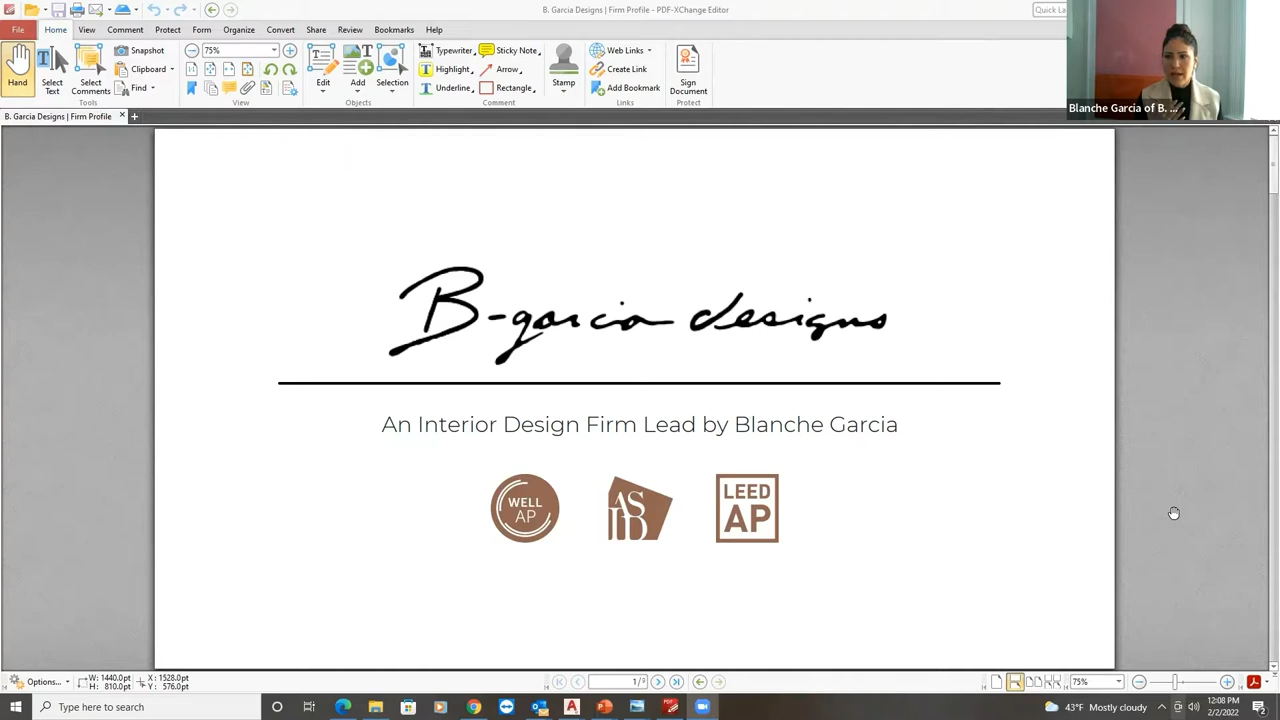 B. Garcia Designs | Firm Profile - PDF-XChange Editor
File Home View Comment Protect Form Organize Share Review Bookmarks Help
75%
Hand
Select Text
Select Comments
Snapshot
Clipboard
Find
Tools
View
Edit
Add
Selection
Objects
Typewriter
Highlight
Underline
Sticky Note
Arrow
Rectangle
Stamp
Comment
Web Links
Create Link
Add Bookmark
Links
Sign Document
Protect
Blanche Garcia of B. ...
B. Garcia Designs | Firm Profile
B-garcia designs
An Interior Design Firm Lead by Blanche Garcia
WELL AP
ASID
LEED AP
Options...
W: 1440.0pt
H: 810.0pt
X: 1528.0pt
Y: 576.0pt
75%
Type here to search
43°F Mostly cloudy
12:08 PM
2/2/2022